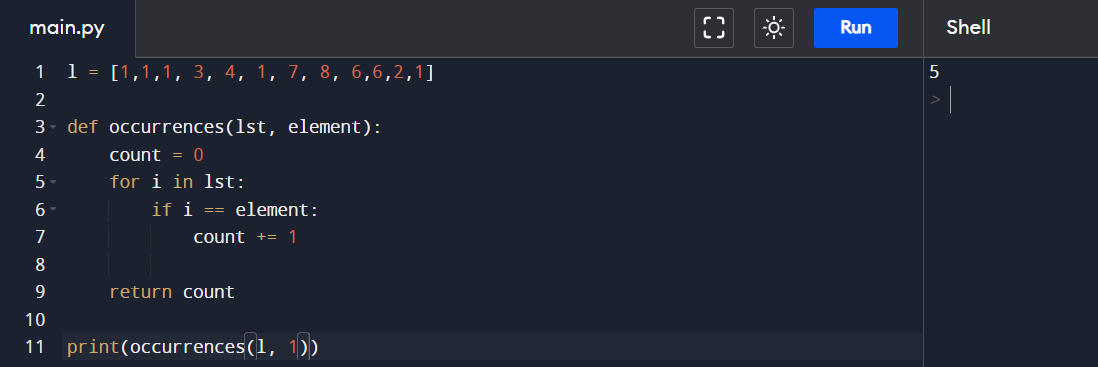 main.py
Run
Shell
1 l = [1,1,1, 3, 4, 1, 7, 8, 6,6,2,1]
2
3 def occurrences(lst, element):
4     count = 0
5     for i in lst:
6         if i == element:
7             count += 1
8
9     return count
10
11 print(occurrences(l, 1))
5
>